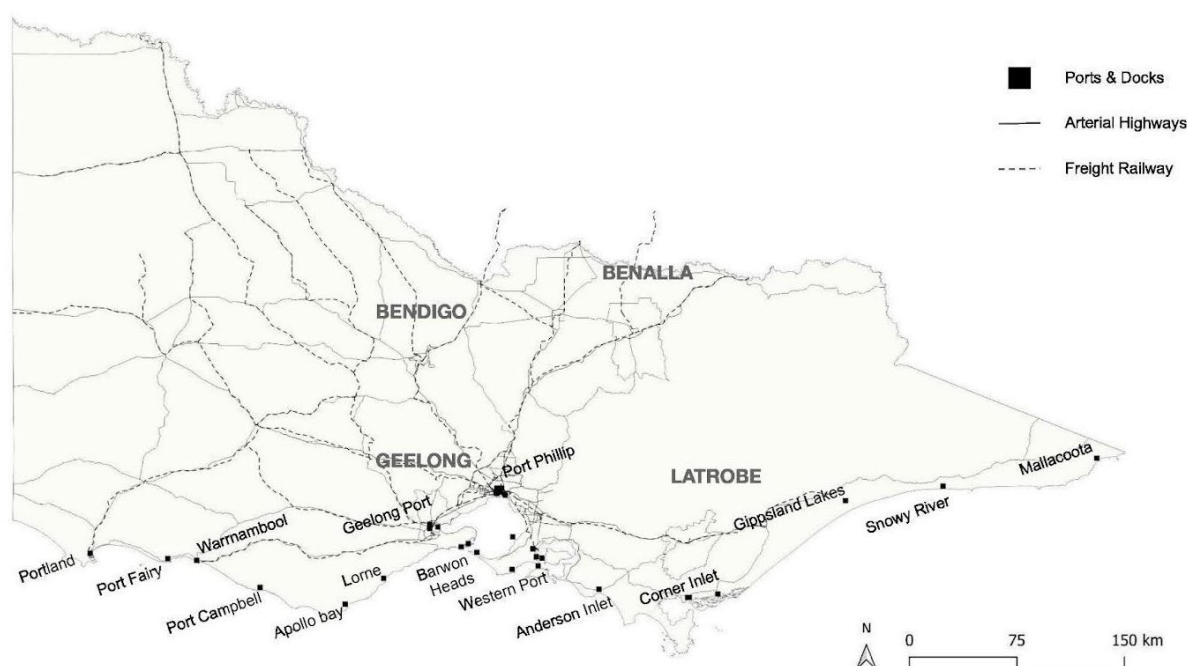 Ports & Docks
Arterial Highways
Freight Railway
BENALLA
BENDIGO
GEELONG
Port Phillip
LATROBE
Mallacoota
Geelong Port
Gippsland Lakes
Snowy River
Warrnambool
Portland
Port Fairy
Lorne
Barwon
Heads
Western Port
Corner Inlet
Port Campbell
Apollo bay
Anderson Inlet
N
0 75 150 km